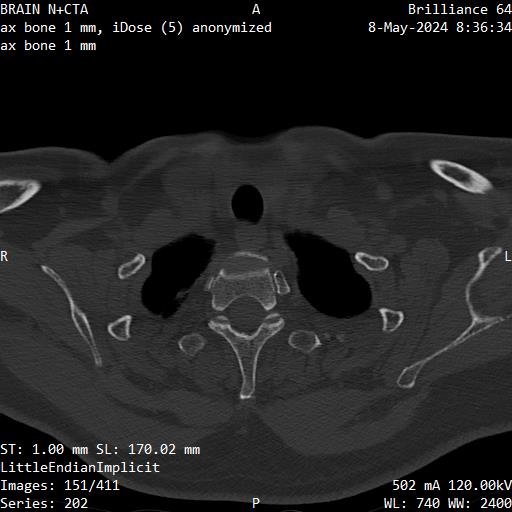 BRAIN N+CTA
ax bone 1 mm, iDose (5) anonymized
ax bone 1 mm
A
Brilliance 64
8-May-2024 8:36:34
R
L
ST: 1.00 mm SL: 170.02 mm
LittleEndianImplicit
Images: 151/411
Series: 202
P
502 mA 120.00kV
WL: 740 WW: 2400